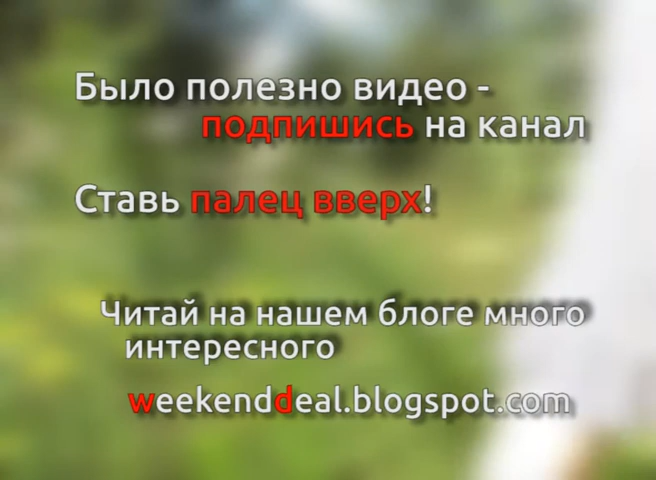 Было полезно видео -
подпишись на канал
Ставь палец вверх!
Читай на нашем блоге много
интересного
weekenddeal.blogspot.com